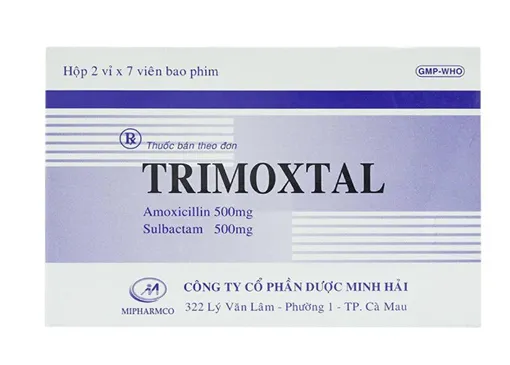 Hộp 2 vỉ x 7 viên bao phim
GMP-WHO
Rx Thuốc bán theo đơn
TRIMOXTAL
Amoxicillin 500mg
Sulbactam 500mg
MIPHARMCO
CÔNG TY CỔ PHẦN DƯỢC MINH HẢI
322 Lý Văn Lâm - Phường 1 - TP. Cà Mau